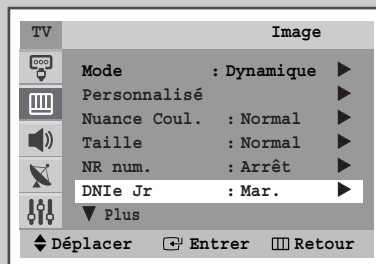 TV Image
Mode : Dynamique ▶
Personnalisé ▶
Nuance Coul. : Normal ▶
Taille : Normal ▶
NR num. : Arrêt ▶
DNIe Jr : Mar. ▶
▼ Plus
Déplacer Entrer Retour